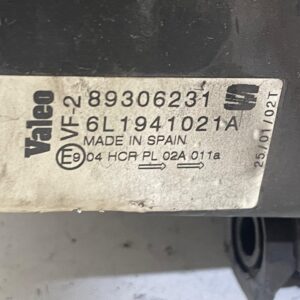 Valeo
VF-2
89306231
6L1941021A
MADE IN SPAIN
E9 04 HCR PL 02A 011a
25/01/02T